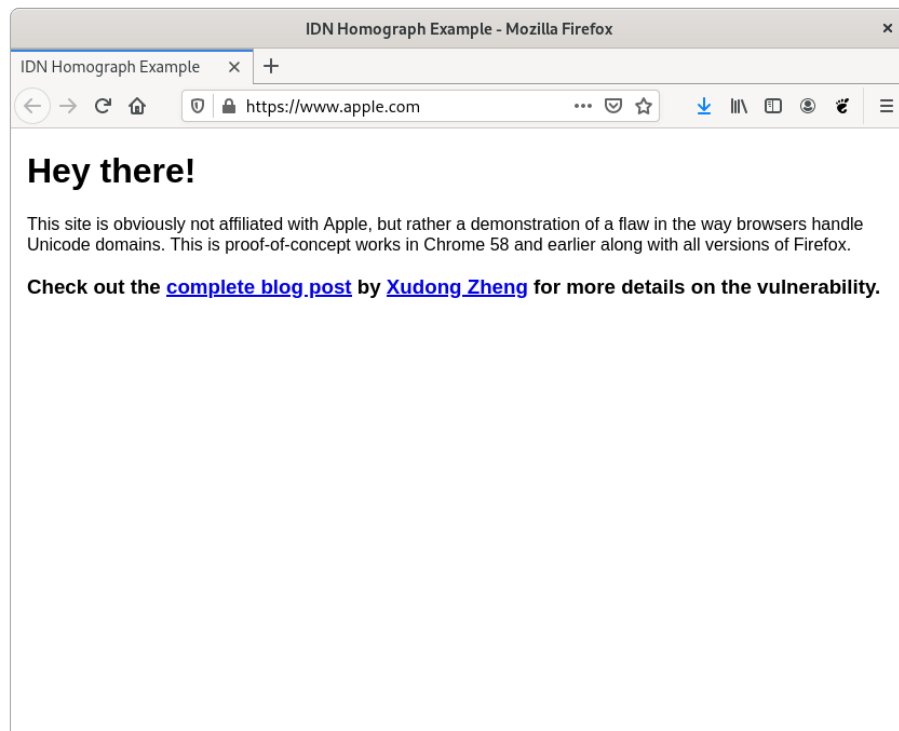 IDN Homograph Example - Mozilla Firefox
IDN Homograph Example
https://www.apple.com
Hey there!
This site is obviously not affiliated with Apple, but rather a demonstration of a flaw in the way browsers handle
Unicode domains. This is proof-of-concept works in Chrome 58 and earlier along with all versions of Firefox.
Check out the complete blog post by Xudong Zheng for more details on the vulnerability.